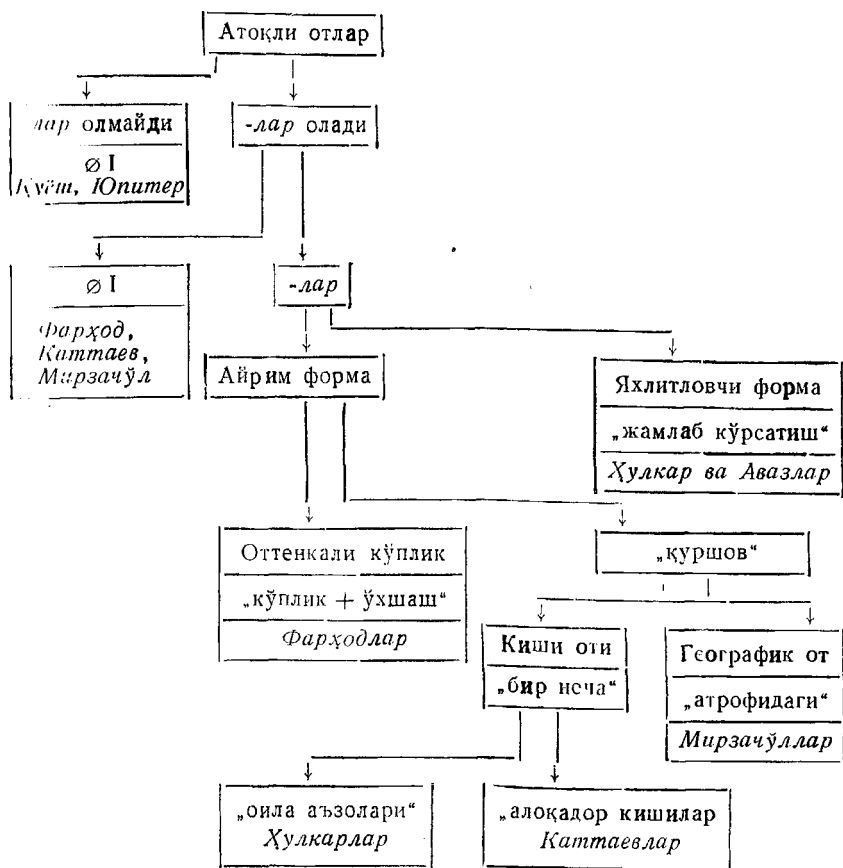 Атоқли отлар
лар олмайди
-лар олади
∅ I
Қуёш, Юпитер
∅ I
-лар
Фарҳод,
Каттаев,
Мирзачўл
Айрим форма
Яхлитловчи форма
„жамлаб кўрсатиш“
Ҳулкар ва Авазлар
Оттенкали кўплик
„қуршов“
„кўплик + ўхшаш“
Фарҳодлар
Киши оти
Географик от
„бир неча“
„атрофидаги“
Мирзачўллар
„оила аъзолари“
Ҳулкарлар
„алоқадор кишилар
Каттаевлар